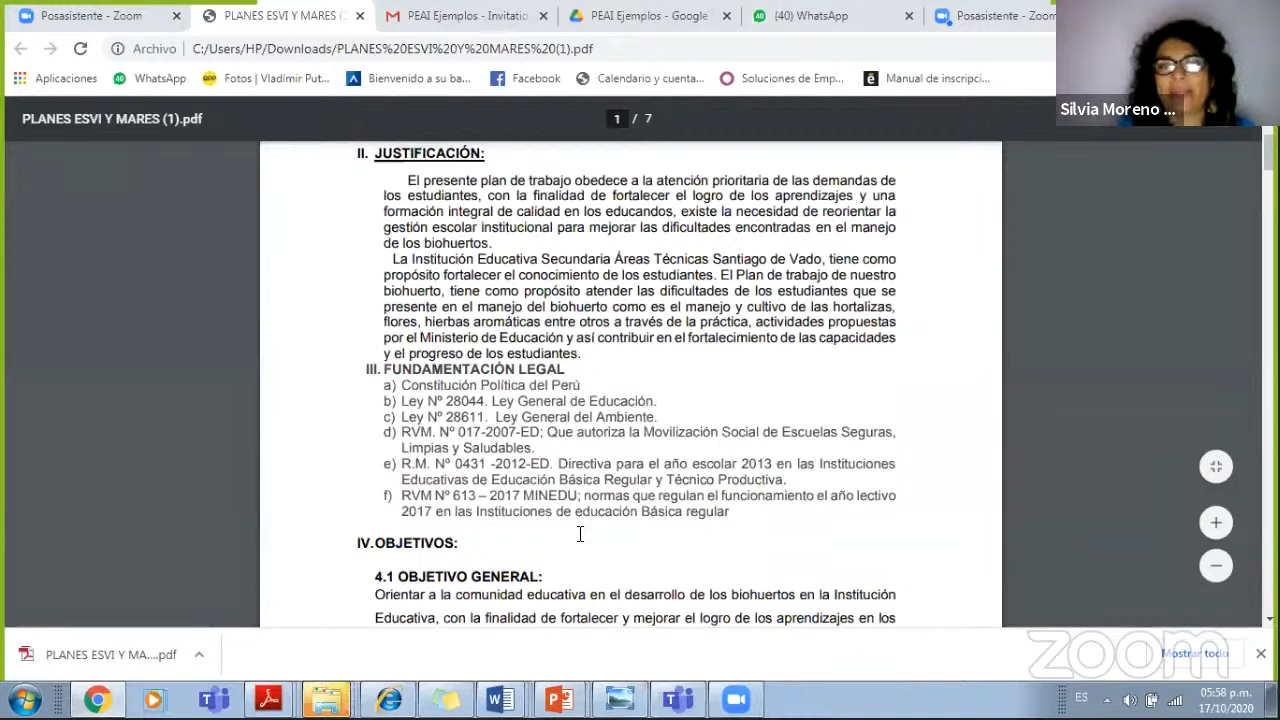 Posasistente - Zoom
PLANES ESVI Y MARES (
PEAI Ejemplos - Invitatio
PEAI Ejemplos - Google
(40) WhatsApp
Posasistente - Zoom
Archivo
C:/Users/HP/Downloads/PLANES%20ESVI%20Y%20MARES%20(1).pdf
Aplicaciones
WhatsApp
Fotos | Vladímir Put...
Bienvenido a su ba...
Facebook
Calendario y cuenta...
Soluciones de Emp...
Manual de inscripci...
Silvia Moreno ...
PLANES ESVI Y MARES (1).pdf
1 / 7
II. JUSTIFICACIÓN:
El presente plan de trabajo obedece a la atención prioritaria de las demandas de
los estudiantes, con la finalidad de fortalecer el logro de los aprendizajes y una
formación integral de calidad en los educandos, existe la necesidad de reorientar la
gestión escolar institucional para mejorar las dificultades encontradas en el manejo
de los biohuertos.
La Institución Educativa Secundaria Áreas Técnicas Santiago de Vado, tiene como
propósito fortalecer el conocimiento de los estudiantes. El Plan de trabajo de nuestro
biohuerto, tiene como propósito atender las dificultades de los estudiantes que se
presente en el manejo del biohuerto como es el manejo y cultivo de las hortalizas,
flores, hierbas aromáticas entre otros a través de la práctica, actividades propuestas
por el Ministerio de Educación y así contribuir en el fortalecimiento de las capacidades
y el progreso de los estudiantes.
III. FUNDAMENTACIÓN LEGAL
a) Constitución Política del Perú
b) Ley Nº 28044. Ley General de Educación.
c) Ley Nº 28611. Ley General del Ambiente.
d) RVM. Nº 017-2007-ED; Que autoriza la Movilización Social de Escuelas Seguras,
Limpias y Saludables.
e) R.M. Nº 0431 -2012-ED. Directiva para el año escolar 2013 en las Instituciones
Educativas de Educación Básica Regular y Técnico Productiva.
f) RVM Nº 613 – 2017 MINEDU; normas que regulan el funcionamiento el año lectivo
2017 en las Instituciones de educación Básica regular
IV.OBJETIVOS:
4.1 OBJETIVO GENERAL:
Orientar a la comunidad educativa en el desarrollo de los biohuertos en la Institución
Educativa, con la finalidad de fortalecer y mejorar el logro de los aprendizajes en los
PLANES ESVI Y MA....pdf
Mostrar todo
zoom
ES
05:58 p.m.
17/10/2020